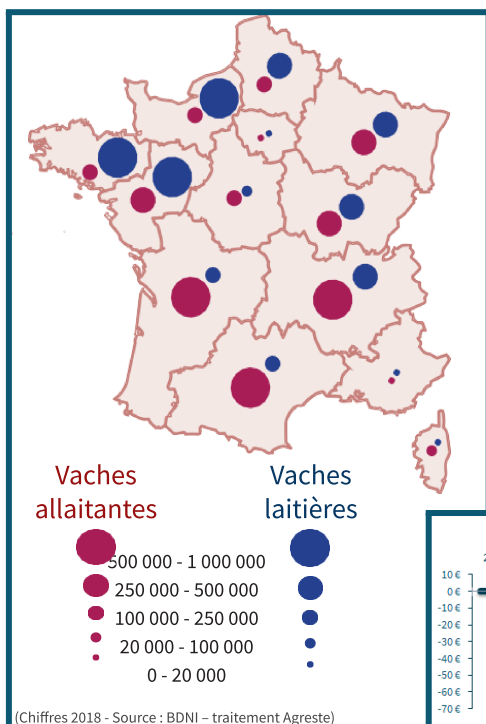 Vaches
allaitantes
Vaches
laitières
500 000 - 1 000 000
250 000 - 500 000
100 000 - 250 000
20 000 - 100 000
0 - 20 000
(Chiffres 2018 - Source : BDNI – traitement Agreste)
2
10 €
0 €
-10 €
-20 €
-30 €
-40 €
-50 €
-60 €
-70 €